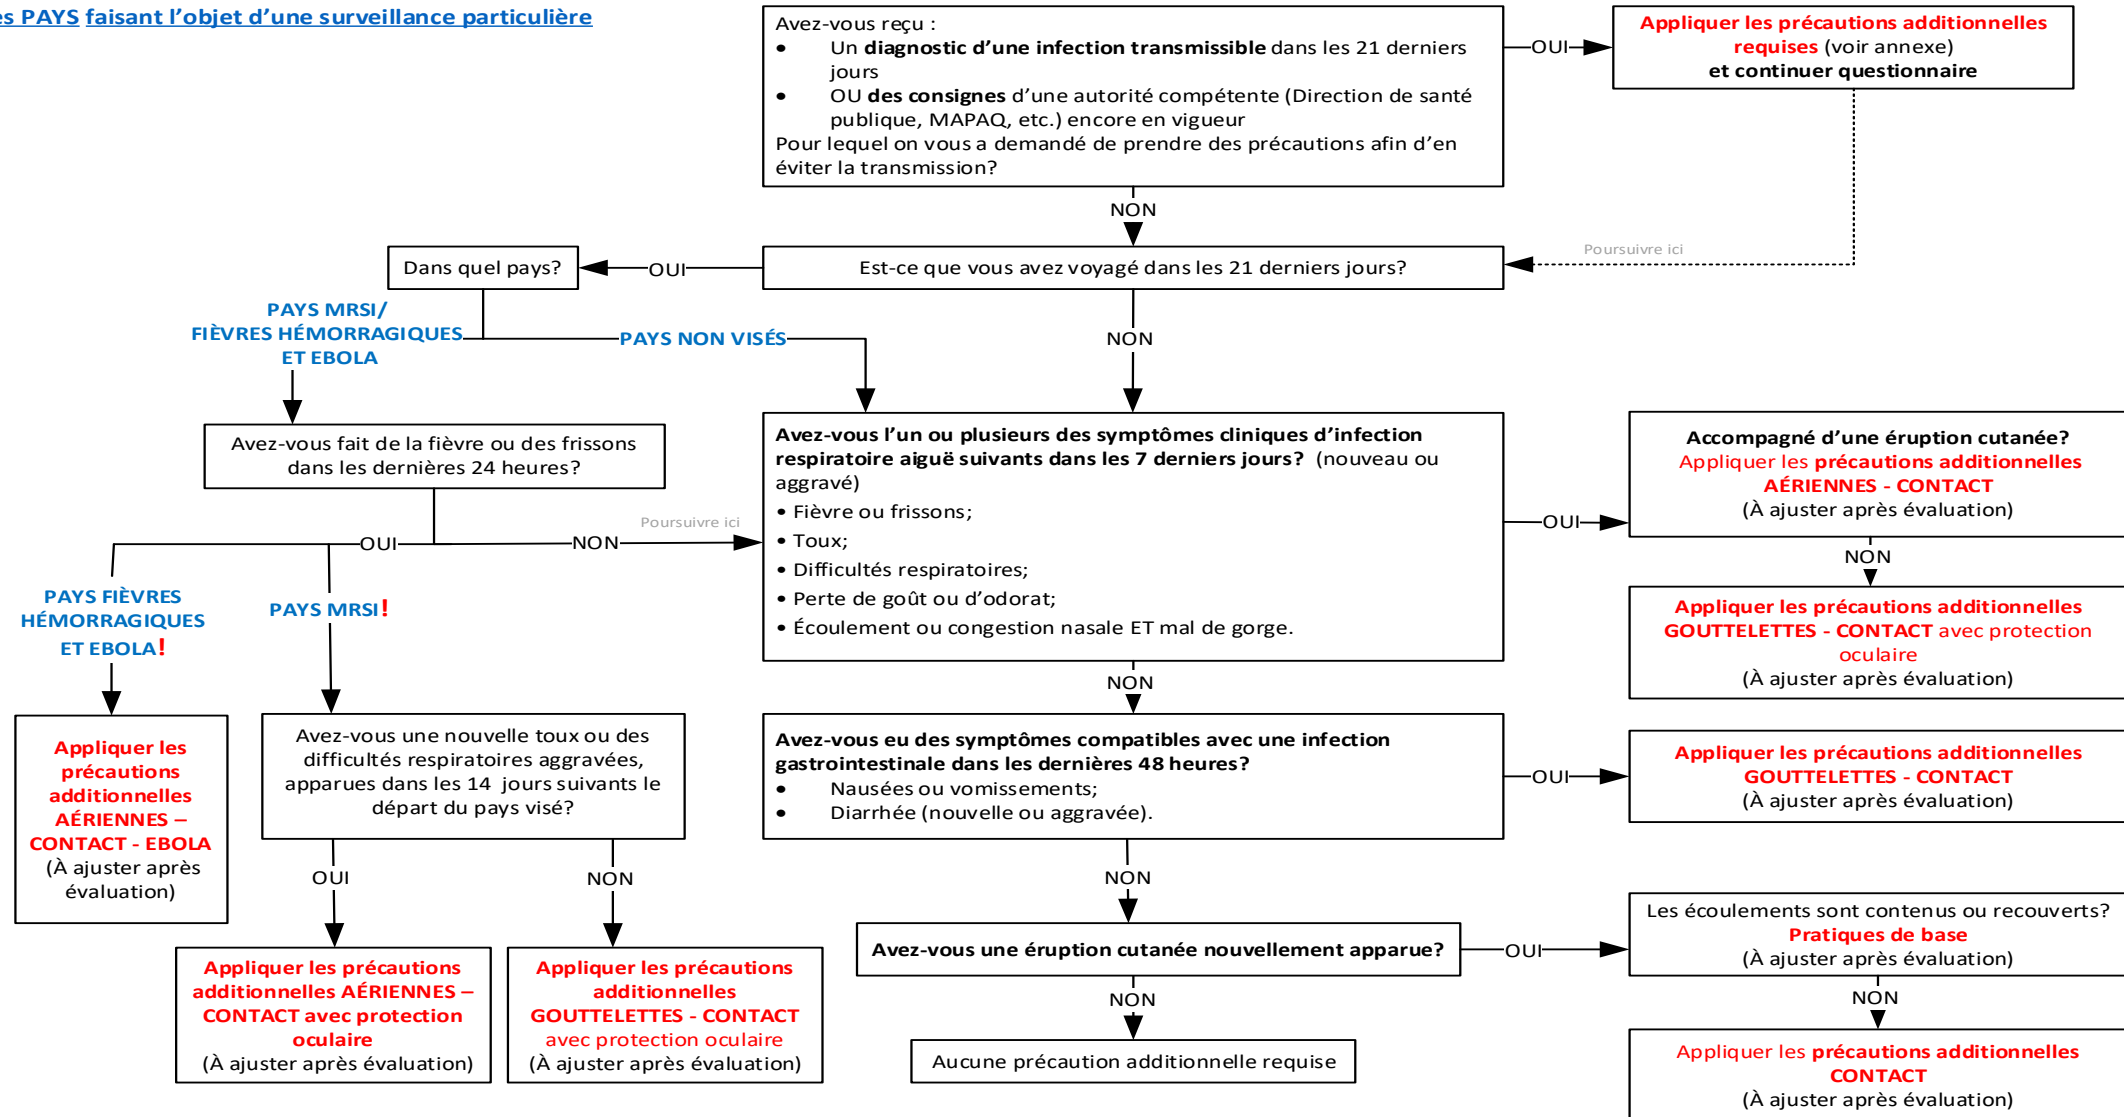 es PAYS faisant l’objet d’une surveillance particulière
Avez-vous reçu :
• Un diagnostic d’une infection transmissible dans les 21 derniers
jours
• OU des consignes d’une autorité compétente (Direction de santé
publique, MAPAQ, etc.) encore en vigueur
Pour lequel on vous a demandé de prendre des précautions afin d’en
éviter la transmission?
OUI
Appliquer les précautions additionnelles
requises (voir annexe)
et continuer questionnaire
NON
Poursuivre ici
Est-ce que vous avez voyagé dans les 21 derniers jours?
OUI
Dans quel pays?
PAYS MRSI/
FIÈVRES HÉMORRAGIQUES
ET EBOLA
PAYS NON VISÉS
NON
Avez-vous fait de la fièvre ou des frissons
dans les dernières 24 heures?
OUI
NON
Poursuivre ici
Avez-vous l’un ou plusieurs des symptômes cliniques d’infection
respiratoire aiguë suivants dans les 7 derniers jours? (nouveau ou
aggravé)
• Fièvre ou frissons;
• Toux;
• Difficultés respiratoires;
• Perte de goût ou d’odorat;
• Écoulement ou congestion nasale ET mal de gorge.
OUI
Accompagné d’une éruption cutanée?
Appliquer les précautions additionnelles
AÉRIENNES - CONTACT
(À ajuster après évaluation)
NON
Appliquer les précautions additionnelles
GOUTTELETTES - CONTACT avec protection
oculaire
(À ajuster après évaluation)
PAYS FIÈVRES
HÉMORRAGIQUES
ET EBOLA!
PAYS MRSI!
NON
Appliquer les
précautions
additionnelles
AÉRIENNES –
CONTACT - EBOLA
(À ajuster après
évaluation)
Avez-vous une nouvelle toux ou des
difficultés respiratoires aggravées,
apparues dans les 14 jours suivants le
départ du pays visé?
OUI
NON
Appliquer les précautions
additionnelles AÉRIENNES –
CONTACT avec protection
oculaire
(À ajuster après évaluation)
Appliquer les précautions
additionnelles
GOUTTELETTES - CONTACT
avec protection oculaire
(À ajuster après évaluation)
Avez-vous eu des symptômes compatibles avec une infection
gastrointestinale dans les dernières 48 heures?
• Nausées ou vomissements;
• Diarrhée (nouvelle ou aggravée).
OUI
Appliquer les précautions additionnelles
GOUTTELETTES - CONTACT
(À ajuster après évaluation)
NON
Avez-vous une éruption cutanée nouvellement apparue?
OUI
Les écoulements sont contenus ou recouverts?
Pratiques de base
(À ajuster après évaluation)
NON
Appliquer les précautions additionnelles
CONTACT
(À ajuster après évaluation)
NON
Aucune précaution additionnelle requise